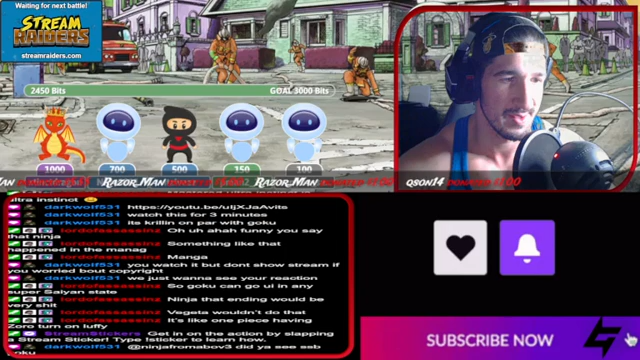 Waiting for next battle!
STREAM
RAIDERS
streamraiders.com
2450 Bits
GOAL 3000 Bits
1000
700
500
150
100
RAZOR_MAN
RAZOR_MAN
QSON14
ultra instinct
darkwolf531 https://youtu.be/uljXJaAvits
darkwolf531 watch this for 3 minutes
darkwolf531 its krillin on par with goku
lordofassassinz Oh uh ahah funny you say
that ninja
lordofassassinz Something like that
happened in the manag
lordofassassinz Manga
darkwolf531 you watch it but dont show stream if
you worried bout copyright
darkwolf531 we just wanna see your reaction
lordofassassinz So goku can go ui in any
super Saiyan state
lordofassassinz Ninja that ending would be
very shit
lordofassassinz Vegeta wouldn't do that
lordofassassinz It's like one piece having
Zoro turn on luffy
StreamStickers Get in on the action by slapping
a Stream Sticker! Type !sticker to learn how.
darkwolf531 @ninjafromabov3 did ya see ssb
SUBSCRIBE NOW